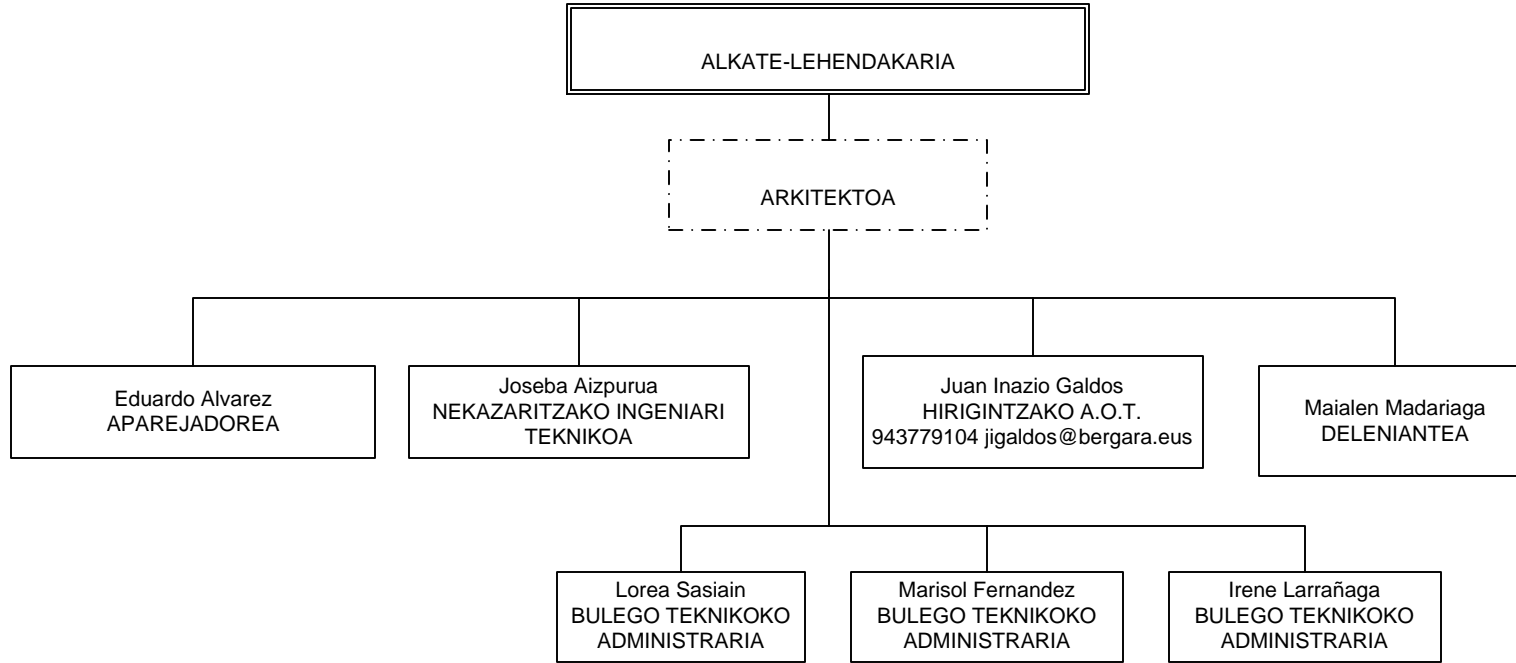 ALKATE-LEHENDAKARIA
ARKITEKTOA
Eduardo Alvarez
APAREJADOREA
Joseba Aizpurua
NEKAZARITZAKO INGENIARI
TEKNIKOA
Juan Inazio Galdos
HIRIGINTZAKO A.O.T.
943779104 jigaldos@bergara.eus
Maialen Madariaga
DELENIANTEA
Lorea Sasiain
BULEGO TEKNIKOKO
ADMINISTRARIA
Marisol Fernandez
BULEGO TEKNIKOKO
ADMINISTRARIA
Irene Larrañaga
BULEGO TEKNIKOKO
ADMINISTRARIA